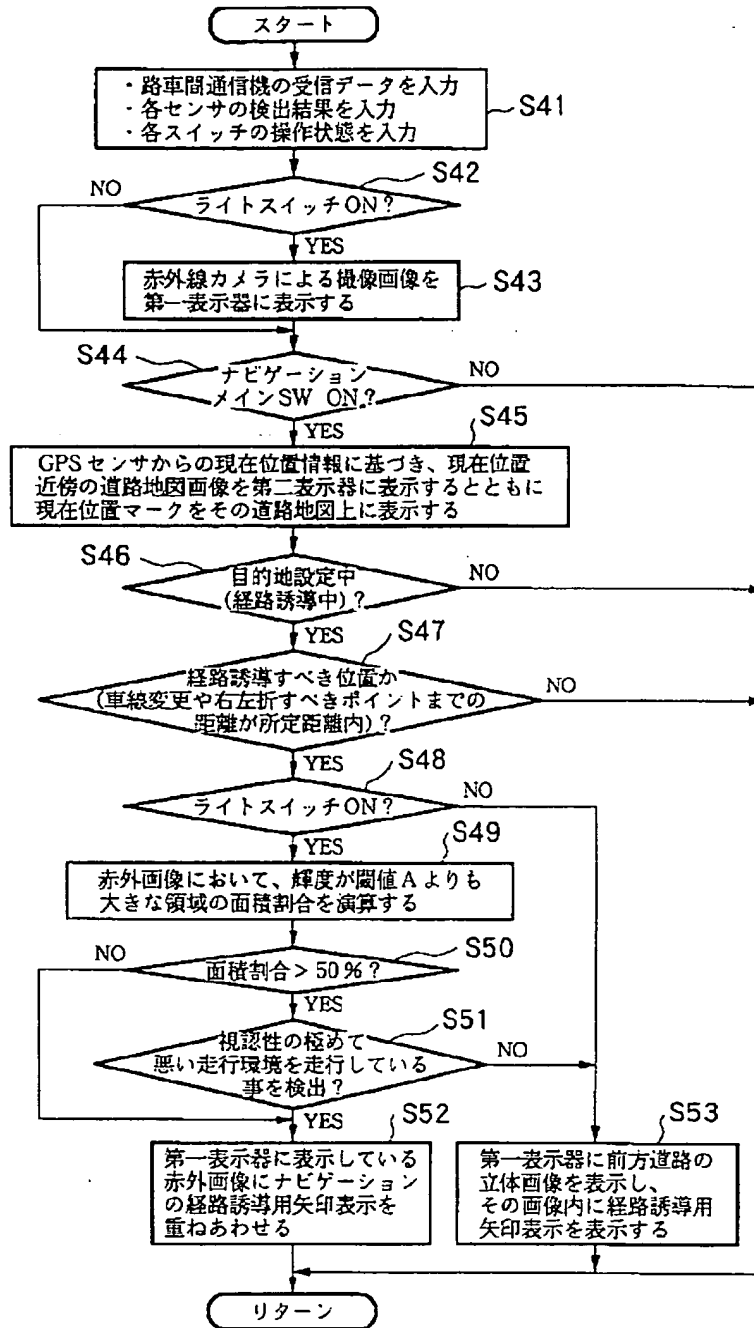 スタート
・路車間通信機の受信データを入力
・各センサの検出結果を入力
・各スイッチの操作状態を入力
S41
S42
NO
ライトスイッチON?
YES
赤外線カメラによる撮像画像を
第一表示器に表示する
S43
S44
ナビゲーション
メインSW ON?
NO
YES
S45
GPSセンサからの現在位置情報に基づき、現在位置
近傍の道路地図画像を第二表示器に表示するとともに
現在位置マークをその道路地図上に表示する
S46
目的地設定中
(経路誘導中)?
NO
YES
S47
経路誘導すべき位置か
(車線変更や右左折すべきポイントまでの
距離が所定距離内)?
NO
YES
S48
ライトスイッチON?
NO
YES
S49
赤外画像において、輝度が閾値Aよりも
大きな領域の面積割合を演算する
S50
NO
面積割合>50%?
YES
S51
視認性の極めて
悪い走行環境を走行している
事を検出?
NO
YES
S52
第一表示器に表示している
赤外画像にナビゲーション
の経路誘導用矢印表示を
重ねあわせる
S53
第一表示器に前方道路の
立体画像を表示し、
その画像内に経路誘導用
矢印表示を表示する
リターン